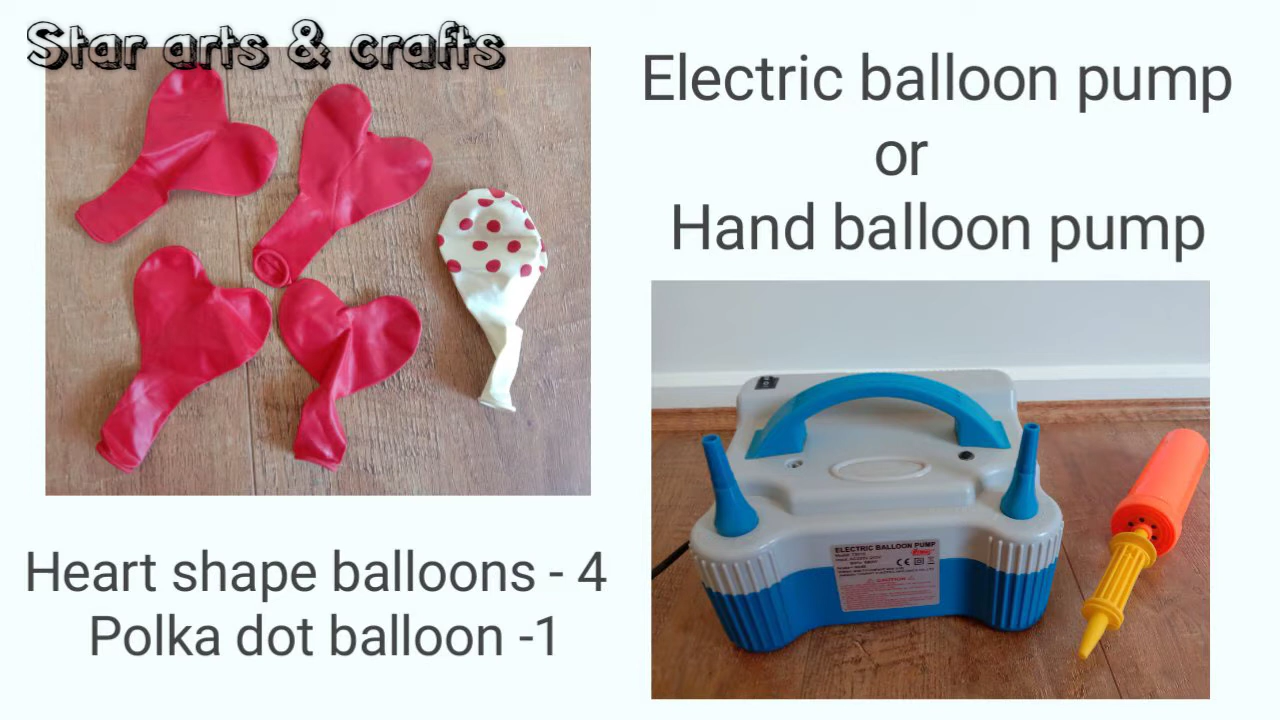 Star arts & crafts
Electric balloon pump
or
Hand balloon pump
Heart shape balloons - 4
Polka dot balloon -1
ELECTRIC BALLOON PUMP
CE
CAUTION